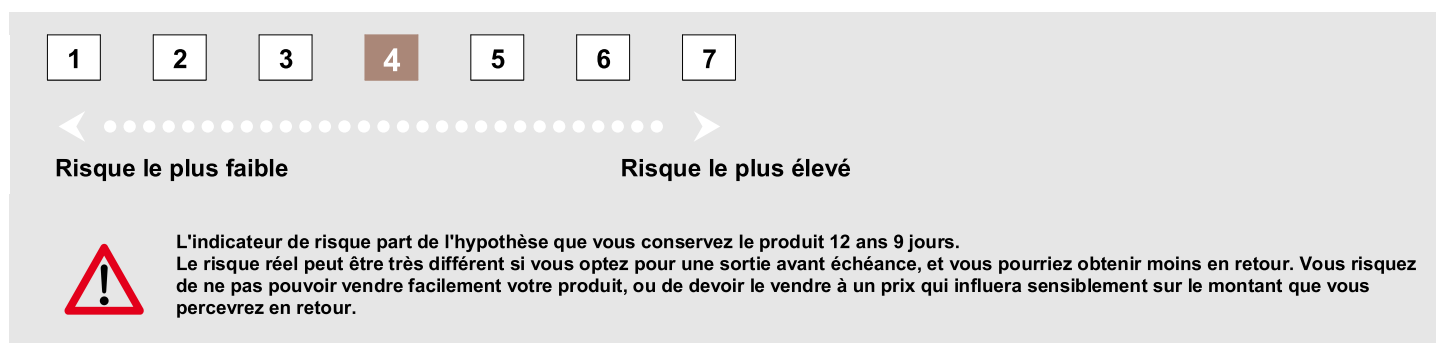 1 2 3 4 5 6 7
Risque le plus faible Risque le plus élevé
L'indicateur de risque part de l'hypothèse que vous conservez le produit 12 ans 9 jours.
Le risque réel peut être très différent si vous optez pour une sortie avant échéance, et vous pourriez obtenir moins en retour. Vous risquez
de ne pas pouvoir vendre facilement votre produit, ou de devoir le vendre à un prix qui influera sensiblement sur le montant que vous
percevrez en retour.